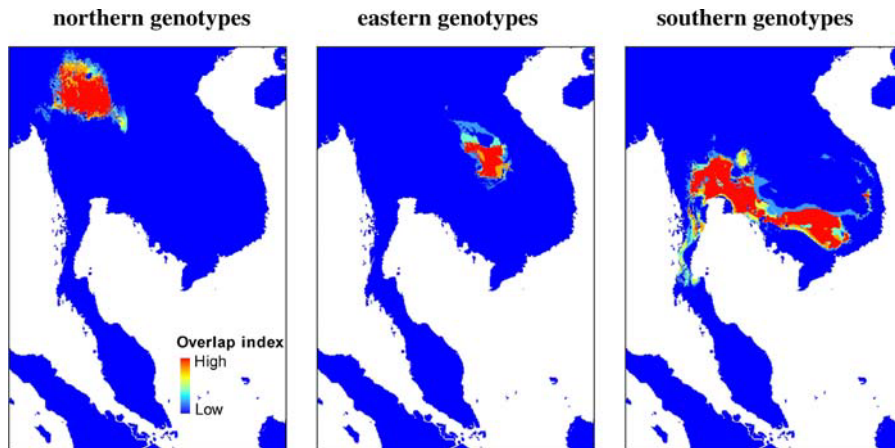 northern genotypes
eastern genotypes
southern genotypes
Overlap index
High
Low